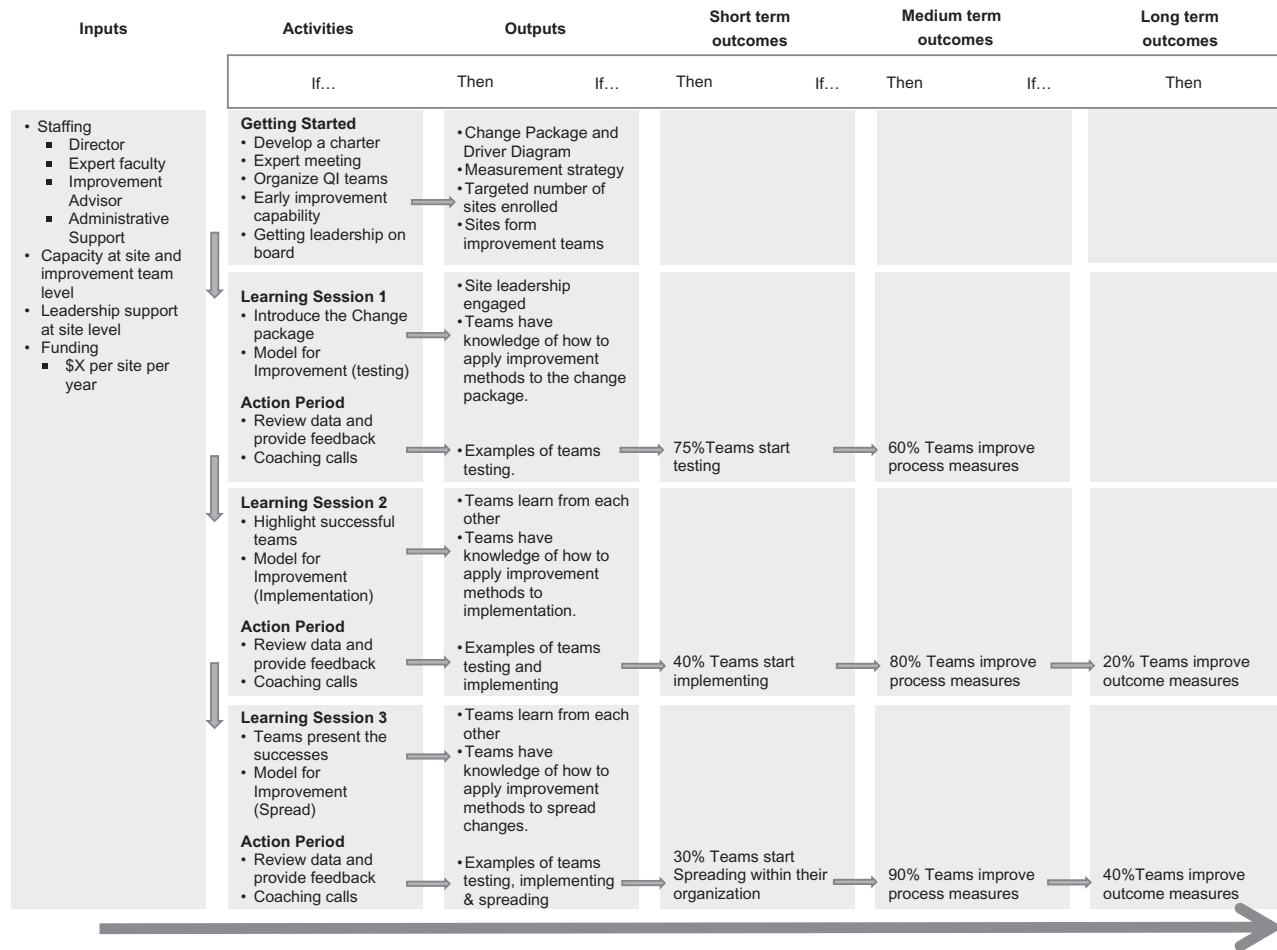 Inputs
Activities
Outputs
Short term
outcomes
Medium term
outcomes
Long term
outcomes
If…
Then
If…
Then
If…
Then
If…
Then
• Staffing
▪ Director
▪ Expert faculty
▪ Improvement
Advisor
▪ Administrative
Support
• Capacity at site and
improvement team
level
• Leadership support
at site level
• Funding
▪ $X per site per
year
Getting Started
• Develop a charter
• Expert meeting
• Organize QI teams
• Early improvement
capability
• Getting leadership on
board
•Change Package and
Driver Diagram
•Measurement strategy
•Targeted number of
sites enrolled
•Sites form
improvement teams
Learning Session 1
• Introduce the Change
package
• Model for
Improvement (testing)
•Site leadership
engaged
•Teams have
knowledge of how to
apply improvement
methods to the change
package.
Action Period
• Review data and
provide feedback
• Coaching calls
•Examples of teams
testing.
75%Teams start
testing
60% Teams improve
process measures
Learning Session 2
• Highlight successful
teams
• Model for
Improvement
(Implementation)
•Teams learn from each
other
•Teams have
knowledge of how to
apply improvement
methods to
implementation.
Action Period
• Review data and
provide feedback
• Coaching calls
•Examples of teams
testing and
implementing
40% Teams start
implementing
80% Teams improve
process measures
20% Teams improve
outcome measures
Learning Session 3
• Teams present the
successes
• Model for
Improvement
(Spread)
•Teams learn from each
other
•Teams have
knowledge of how to
apply improvement
methods to spread
changes.
Action Period
• Review data and
provide feedback
• Coaching calls
•Examples of teams
testing, implementing
& spreading
30% Teams start
Spreading within their
organization
90% Teams improve
process measures
40%Teams improve
outcome measures